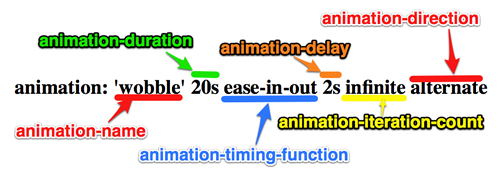 animation-direction
animation-duration
animation-delay
animation: 'wobble' 20s ease-in-out 2s infinite alternate
animation-name
animation-iteration-count
animation-timing-function